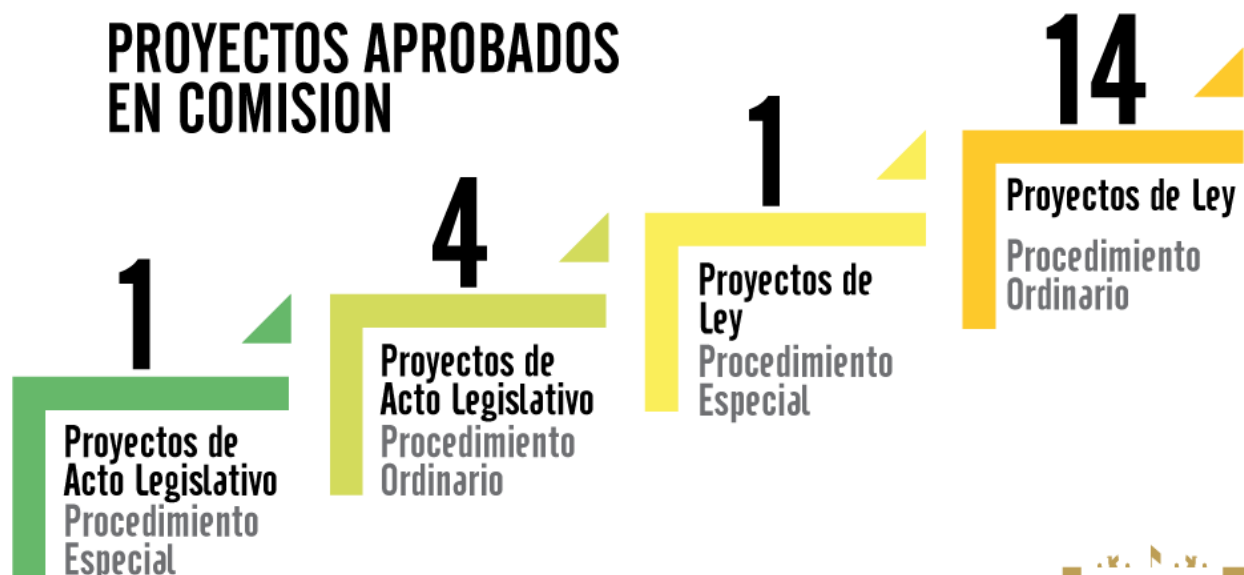 PROYECTOS APROBADOS
EN COMISION
1
Proyectos de
Acto Legislativo
Procedimiento
Especial
4
Proyectos de
Acto Legislativo
Procedimiento
Ordinario
1
Proyectos de
Ley
Procedimiento
Especial
14
Proyectos de Ley
Procedimiento
Ordinario